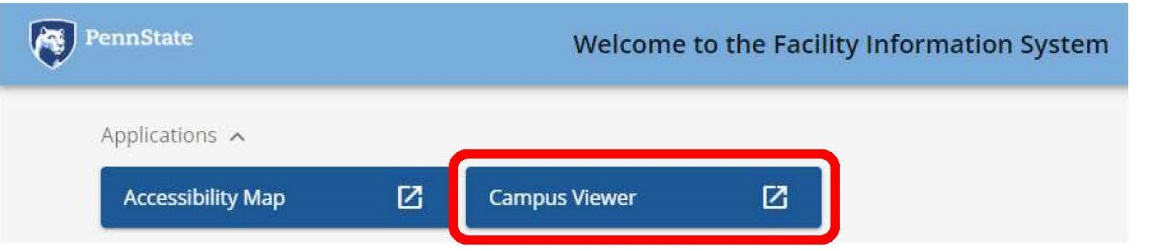 PennState
Welcome to the Facility Information System
Applications
Accessibility Map
Campus Viewer